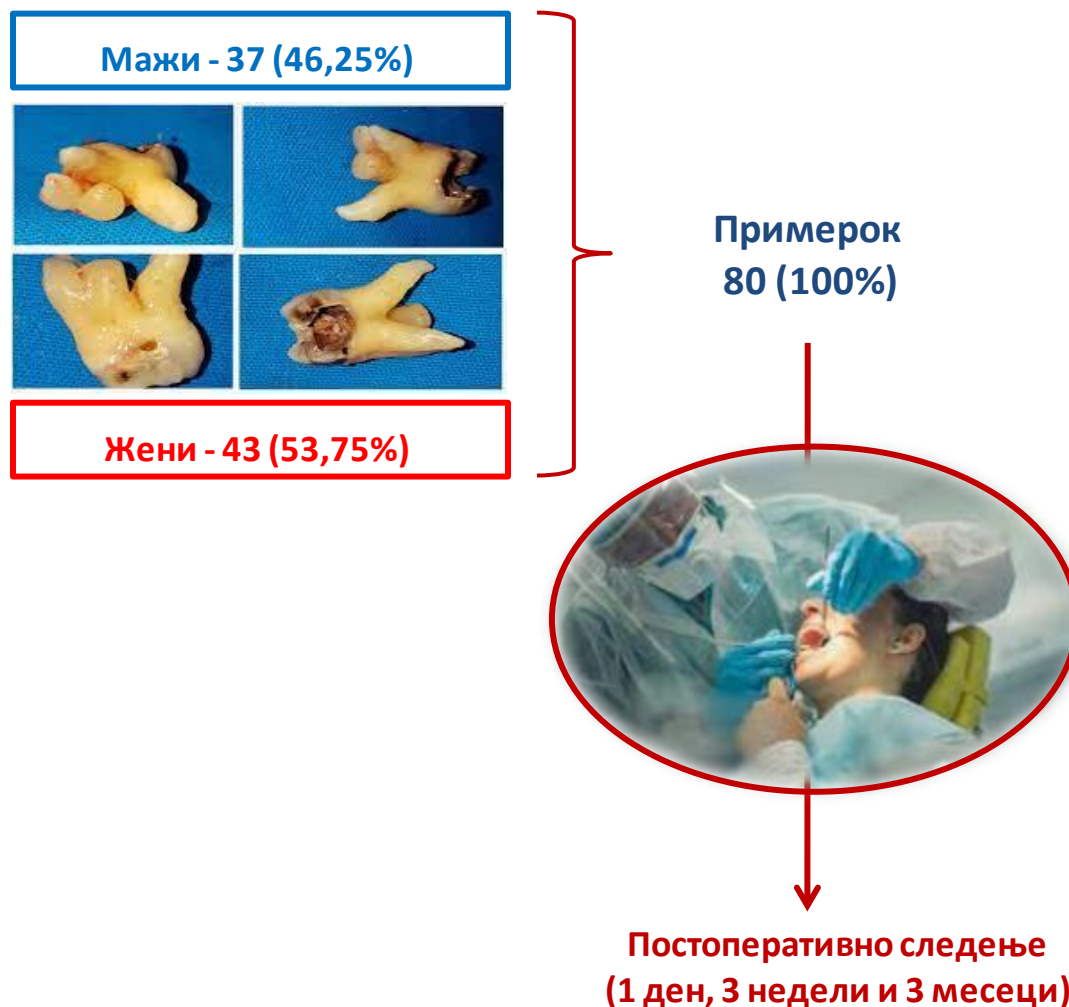 Мажи - 37 (46,25%)
Жени - 43 (53,75%)
Примерок
80 (100%)
Постоперативно следење
(1 ден, 3 недели и 3 месеци)